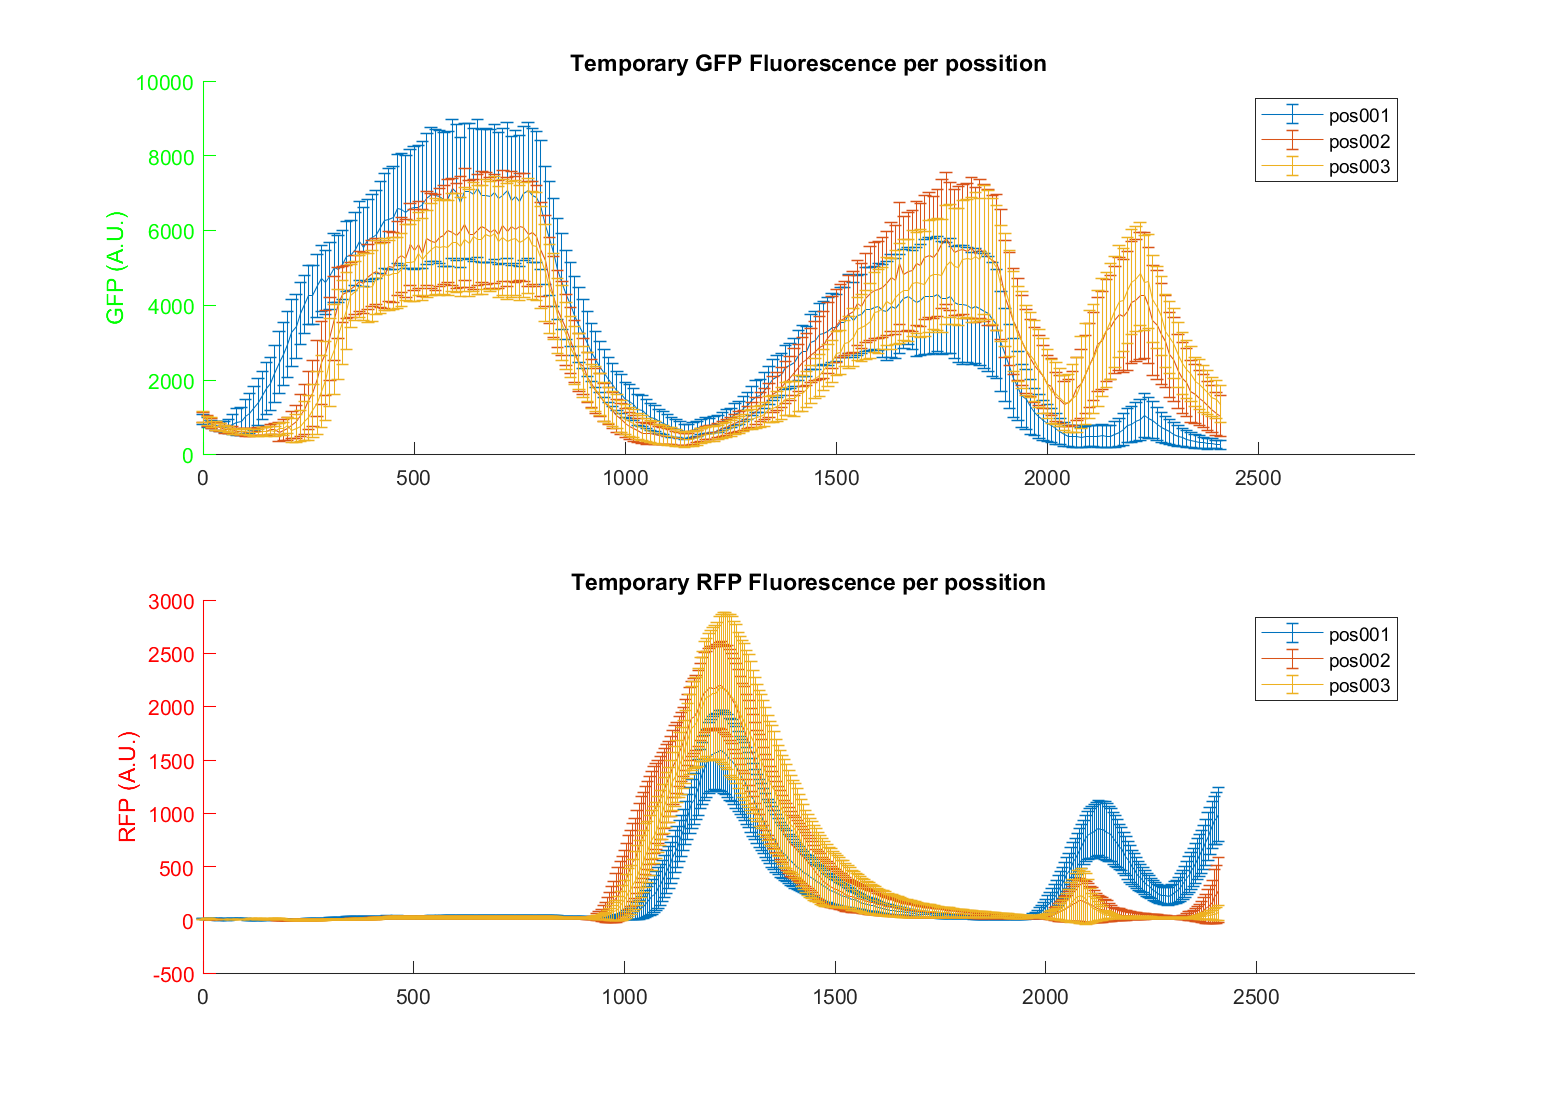 Temporary GFP Fluorescence per possition
GFP (A.U.)
10000
8000
6000
4000
2000
0
0 500 1000 1500 2000 2500
pos001
pos002
pos003
Temporary RFP Fluorescence per possition
RFP (A.U.)
3000
2500
2000
1500
1000
500
0
-500
0 500 1000 1500 2000 2500
pos001
pos002
pos003